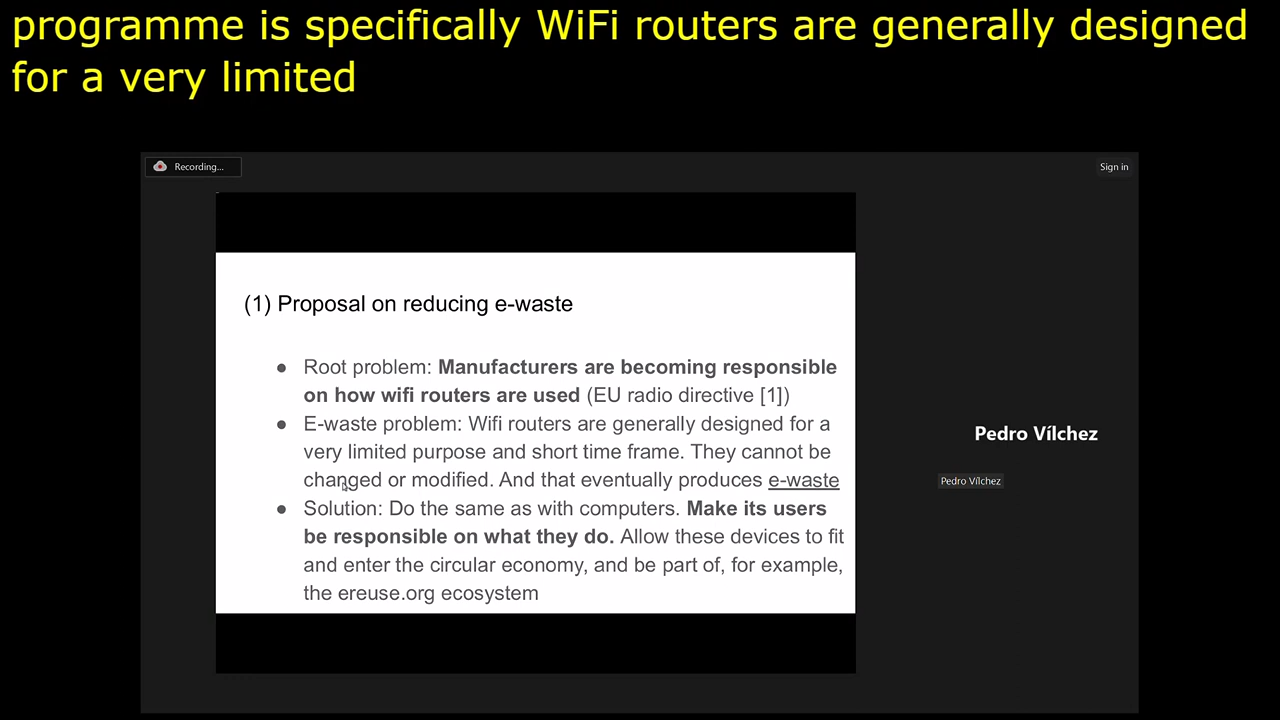 programme is specifically WiFi routers are generally designed
for a very limited
Recording...
Sign in
(1) Proposal on reducing e-waste
● Root problem: Manufacturers are becoming responsible
on how wifi routers are used (EU radio directive [1])
● E-waste problem: Wifi routers are generally designed for a
very limited purpose and short time frame. They cannot be
changed or modified. And that eventually produces e-waste
● Solution: Do the same as with computers. Make its users
be responsible on what they do. Allow these devices to fit
and enter the circular economy, and be part of, for example,
the ereuse.org ecosystem
Pedro Vílchez
Pedro Vílchez